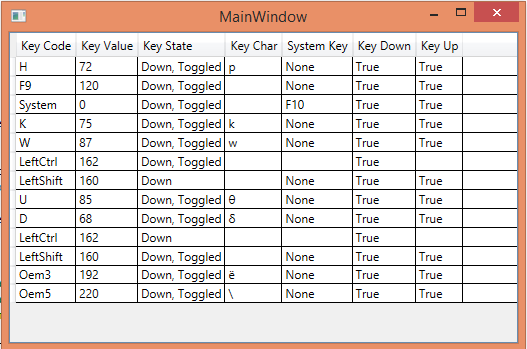 MainWindow
Key Code Key Value Key State Key Char System Key Key Down Key Up
H 72 Down, Toggled p None True True
F9 120 Down, Toggled None True True
System 0 Down, Toggled F10 True True
K 75 Down, Toggled k None True True
W 87 Down, Toggled w None True True
LeftCtrl 162 Down, Toggled True
LeftShift 160 Down None True True
U 85 Down, Toggled θ None True True
D 68 Down, Toggled δ None True True
LeftCtrl 162 Down True
LeftShift 160 Down, Toggled None True True
Oem3 192 Down, Toggled ë None True True
Oem5 220 Down, Toggled \ None True True